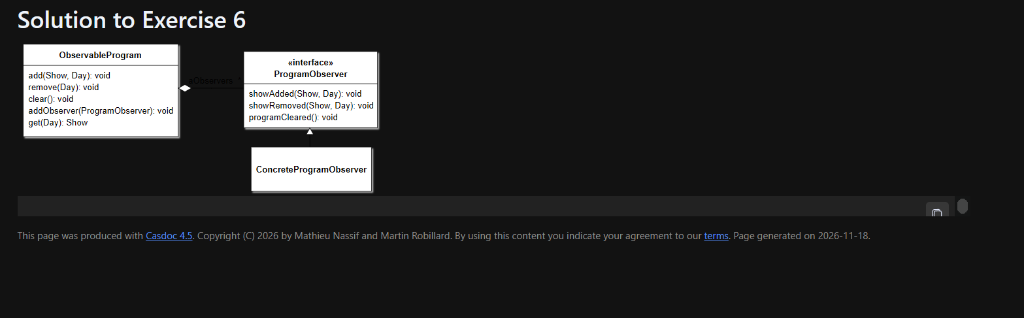 Solution to Exercise 6
ObservableProgram
add(Show, Day): void
remove(Day): void
clear(): void
addObserver(ProgramObserver): void
get(Day): Show
«interface»
ProgramObserver
showAdded(Show, Day): void
showRemoved(Show, Day): void
programCleared(): void
ConcreteProgramObserver
This page was produced with Casdoc 4.5. Copyright (C) 2026 by Mathieu Nassif and Martin Robillard. By using this content you indicate your agreement to our terms. Page generated on 2026-11-18.